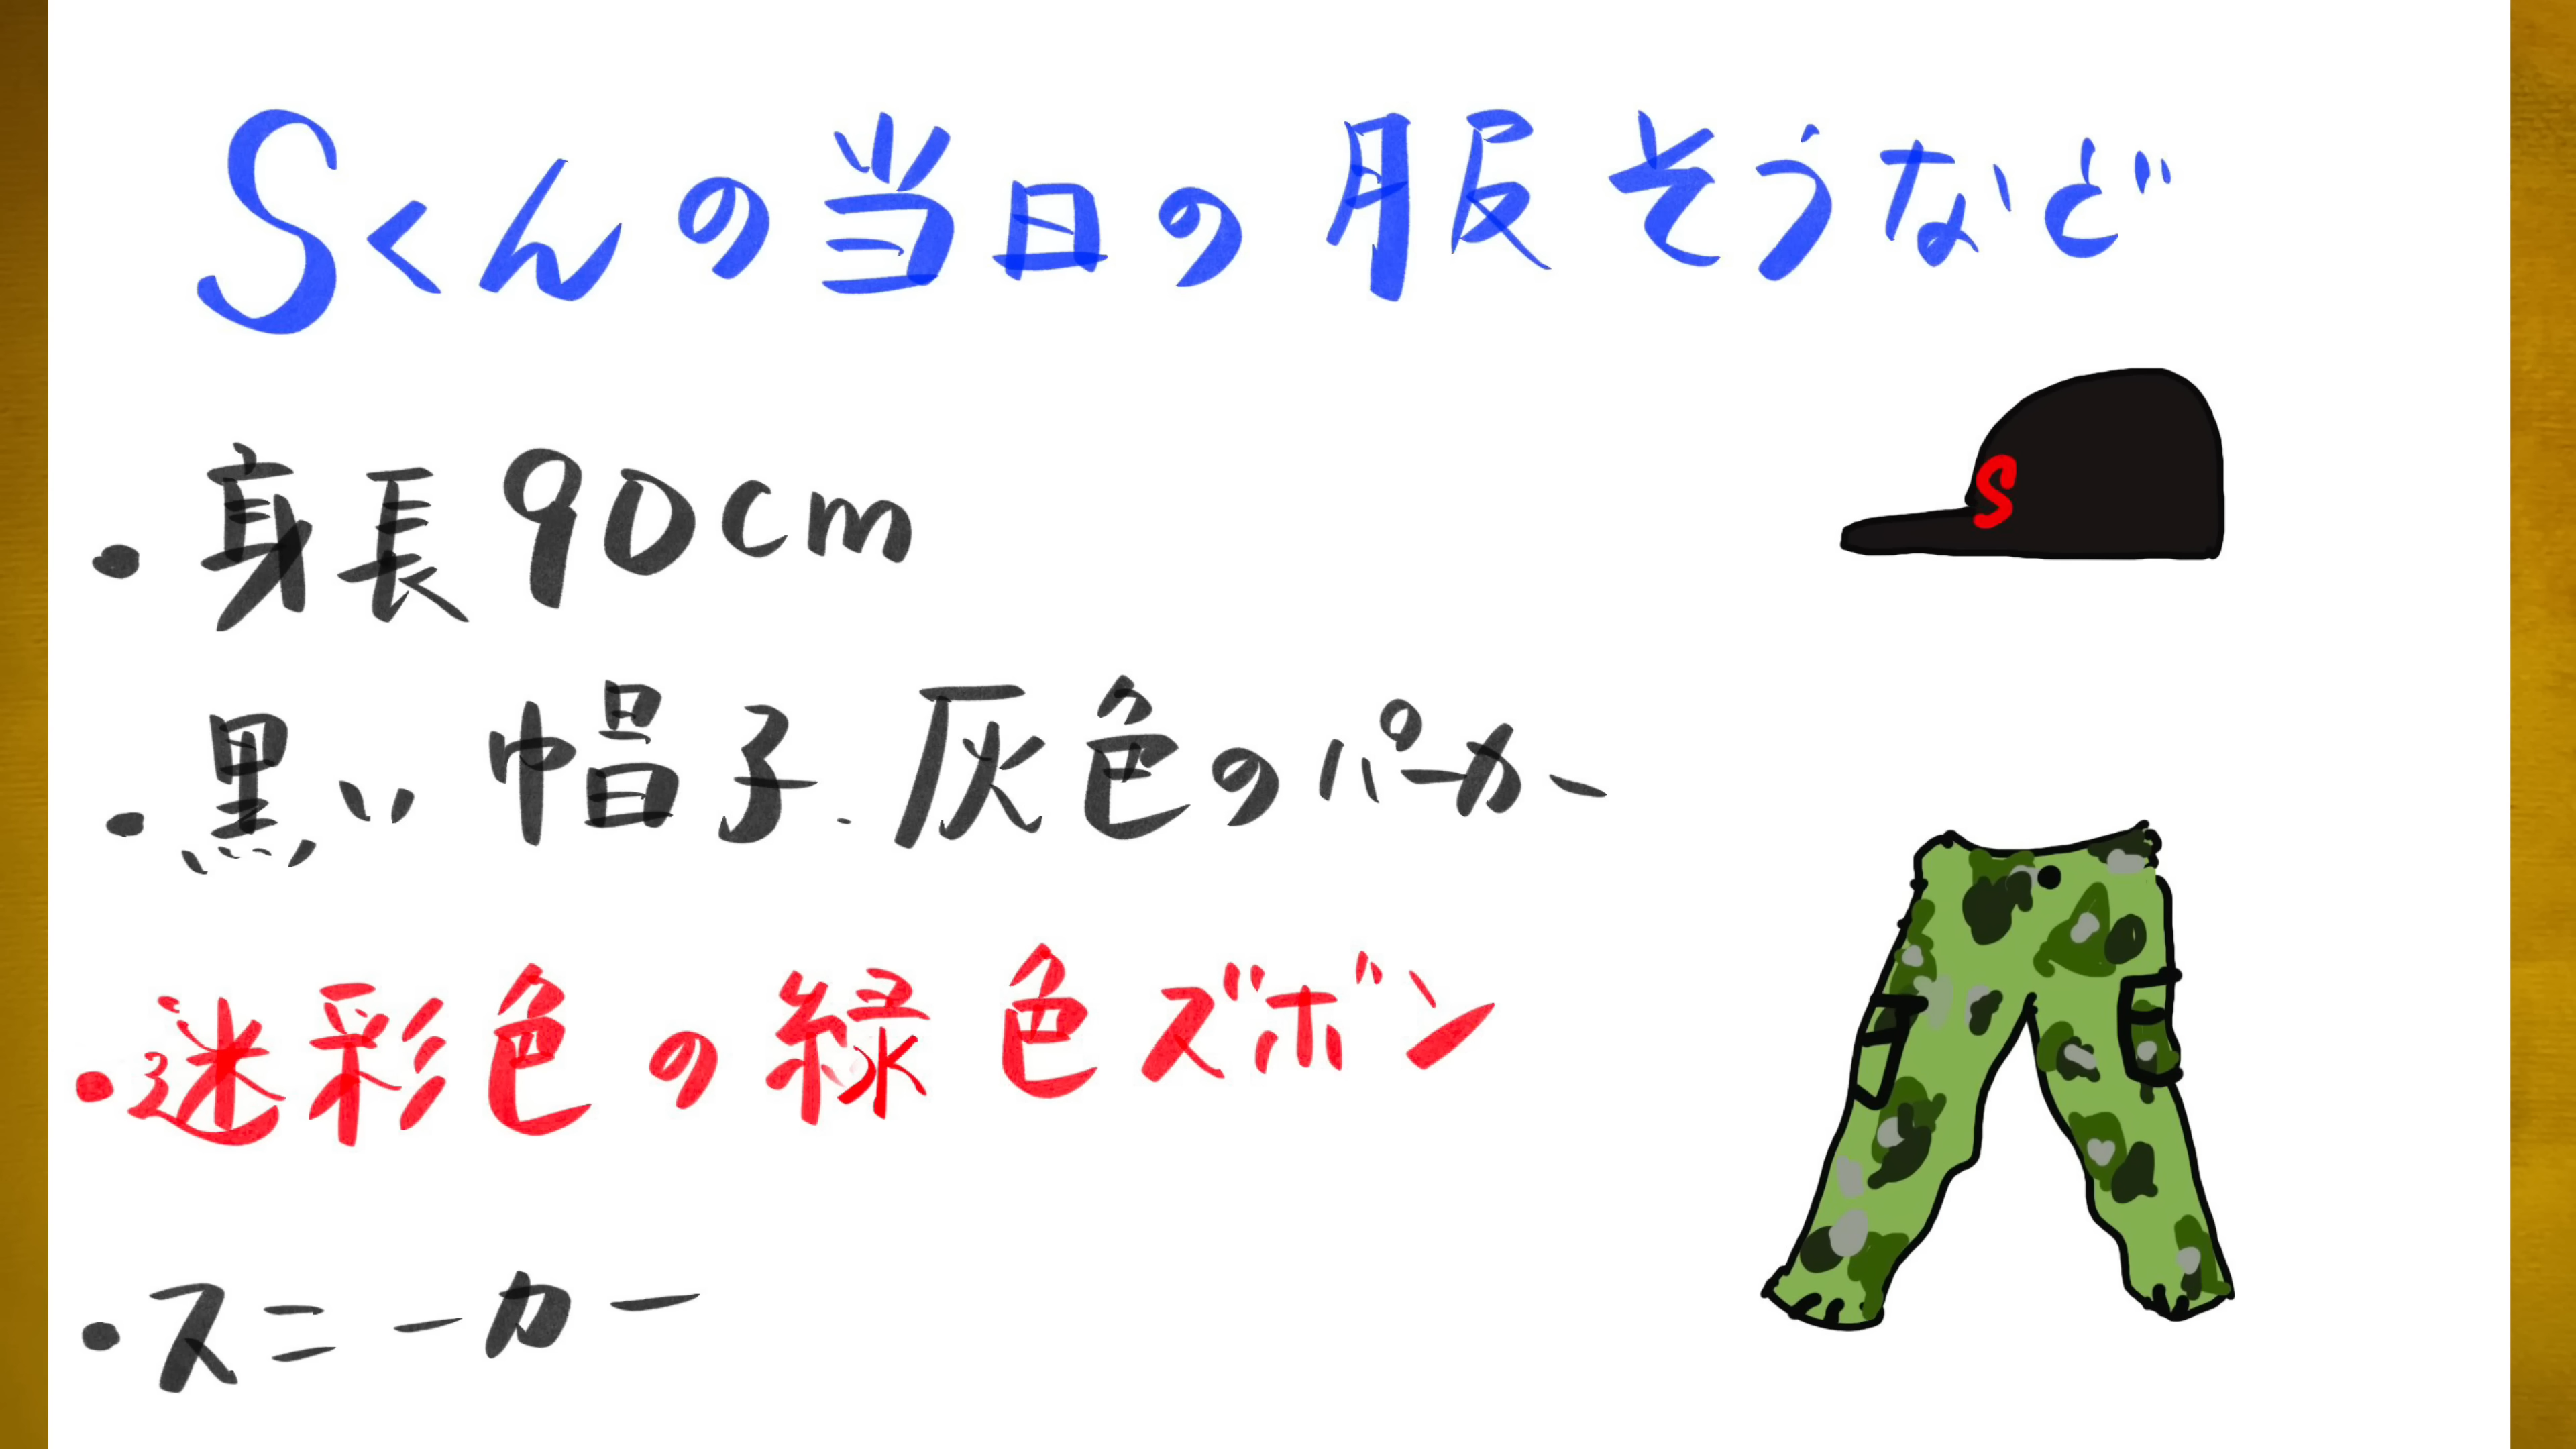 Sくんの当日の服そうなど
S
・身長90cm
・黒い帽子、灰色のパーカー
・迷彩色の緑色ズボン
・スニーカー